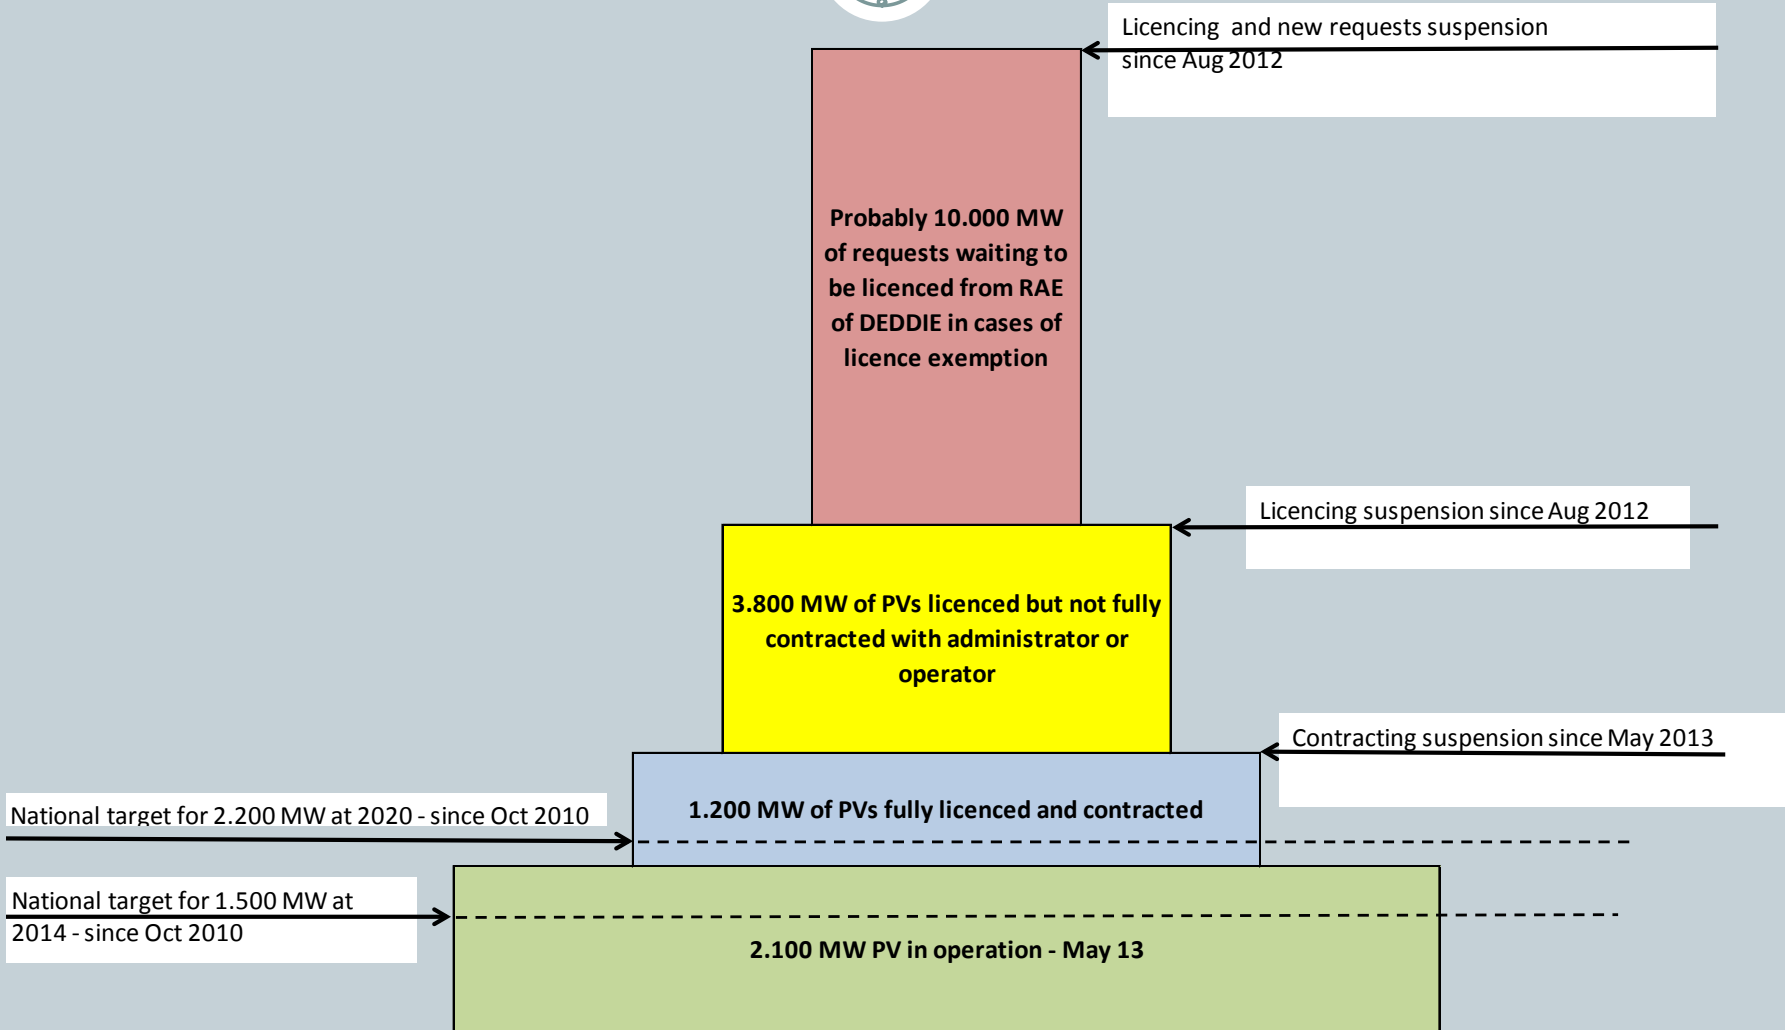 Licencing and new requests suspension
since Aug 2012
Probably 10.000 MW
of requests waiting to
be licenced from RAE
of DEDDIE in cases of
licence exemption
Licencing suspension since Aug 2012
3.800 MW of PVs licenced but not fully
contracted with administrator or
operator
Contracting suspension since May 2013
National target for 2.200 MW at 2020 - since Oct 2010
1.200 MW of PVs fully licenced and contracted
National target for 1.500 MW at
2014 - since Oct 2010
2.100 MW PV in operation - May 13